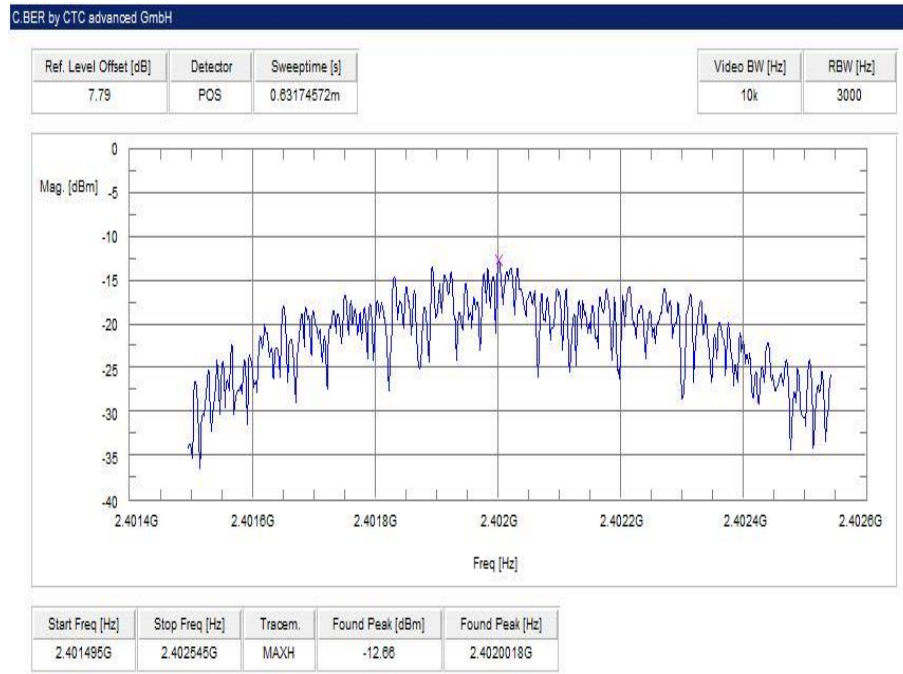 C.BER by CTC advanced GmbH
Ref. Level Offset [dB] Detector Sweeptime [s] Video BW [Hz] RBW [Hz]
7.79 POS 0.63174572m 10k 3000
0
Mag. [dBm] -5
-10
-15
-20
-25
-30
-35
-40
2.4014G 2.4016G 2.4018G 2.402G 2.4022G 2.4024G 2.4026G
Freq [Hz]
Start Freq [Hz] Stop Freq [Hz] Tracem. Found Peak [dBm] Found Peak [Hz]
2.401495G 2.402545G MAXH -12.66 2.4020018G